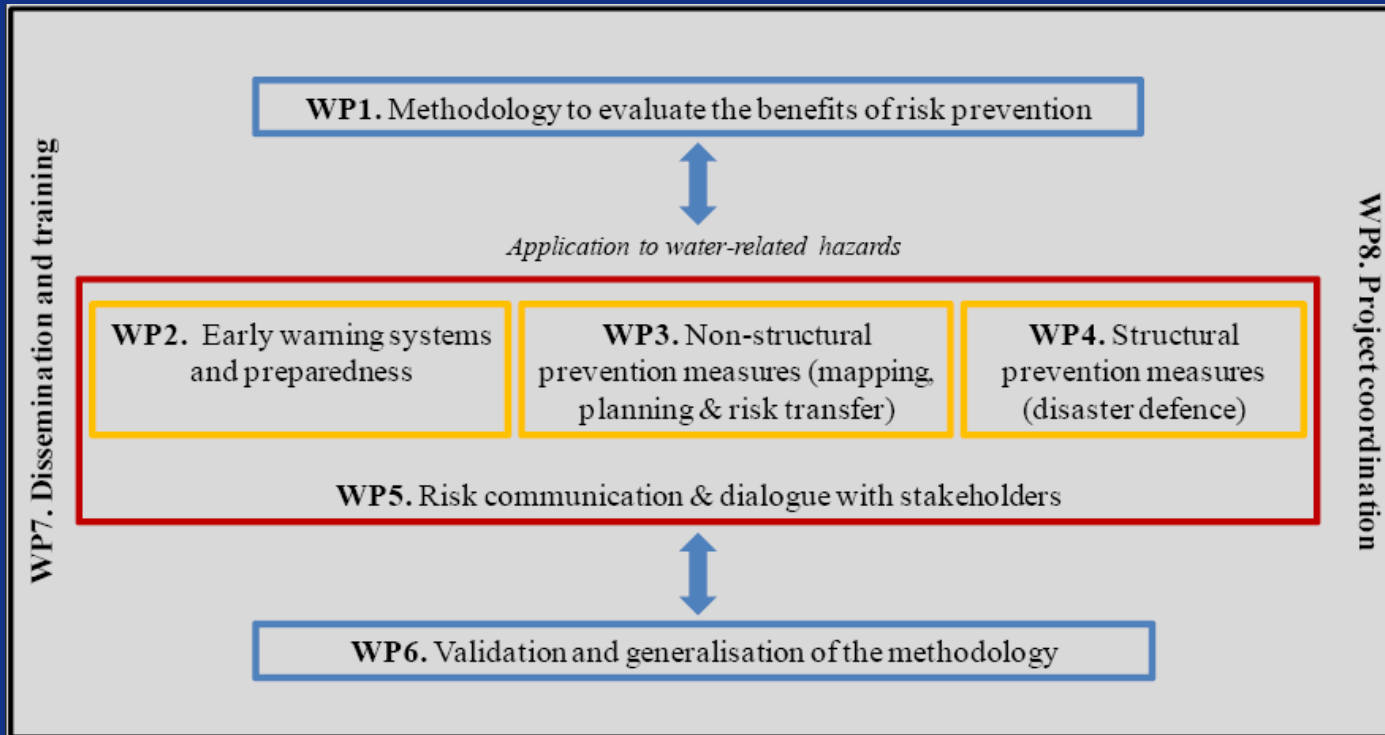 WP1. Methodology to evaluate the benefits of risk prevention
WP7. Dissemination and training
WP8. Project coordination
Application to water-related hazards
WP2. Early warning systems
and preparedness
WP3. Non-structural
prevention measures (mapping,
planning & risk transfer)
WP4. Structural
prevention measures
(disaster defence)
WP5. Risk communication & dialogue with stakeholders
WP6. Validation and generalisation of the methodology